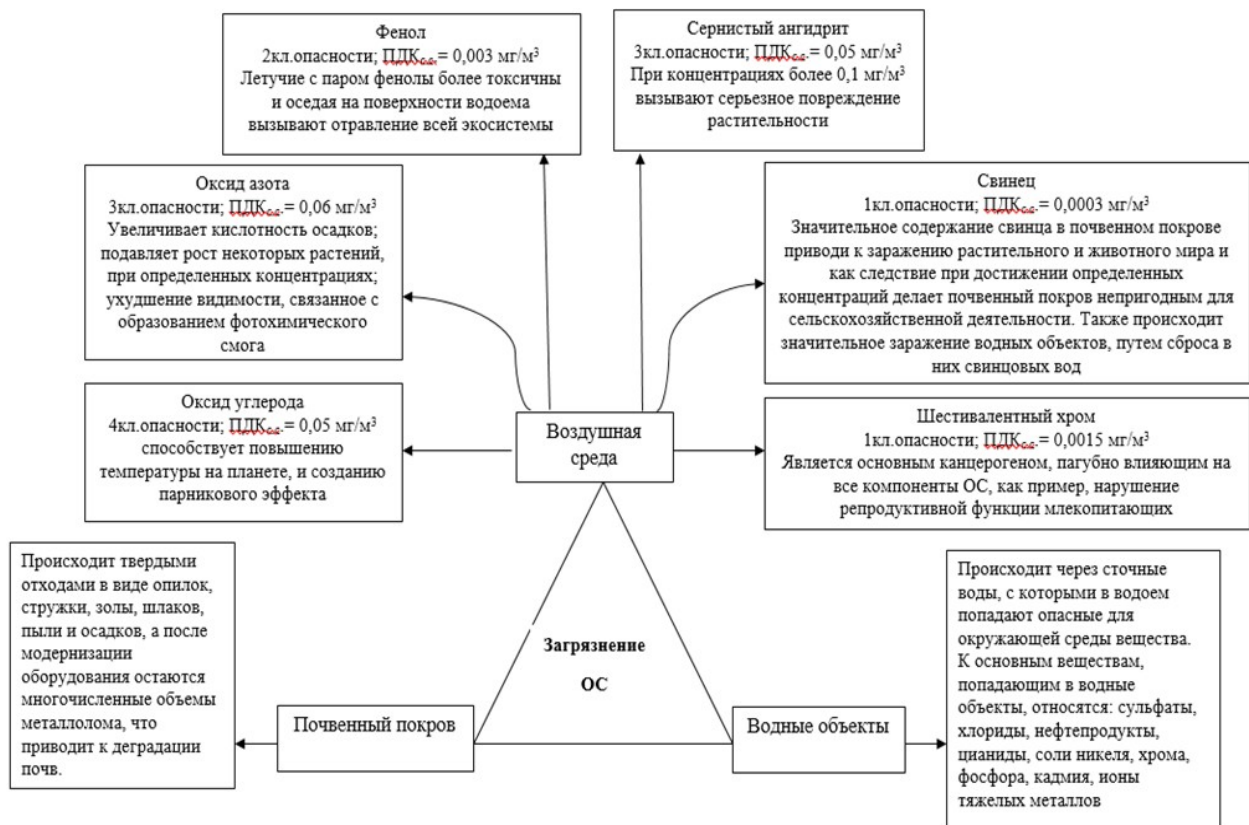 Фенол
2кл.опасности; ПДКс.с.= 0,003 мг/м³
Летучие с паром фенолы более токсичны
и оседая на поверхности водоема
вызывают отравление всей экосистемы
Сернистый ангидрит
3кл.опасности; ПДКс.с.= 0,05 мг/м³
При концентрациях более 0,1 мг/м³
вызывают серьезное повреждение
растительности
Оксид азота
3кл.опасности; ПДКс.с.= 0,06 мг/м³
Увеличивает кислотность осадков;
подавляет рост некоторых растений,
при определенных концентрациях;
ухудшение видимости, связанное с
образованием фотохимического
смога
Свинец
1кл.опасности; ПДКс.с.= 0,0003 мг/м³
Значительное содержание свинца в почвенном покрове
приводи к заражению растительного и животного мира и
как следствие при достижении определенных
концентраций делает почвенный покров непригодным для
сельскохозяйственной деятельности. Также происходит
значительное заражение водных объектов, путем сброса в
них свинцовых вод
Оксид углерода
4кл.опасности; ПДКс.с.= 0,05 мг/м³
способствует повышению
температуры на планете, и созданию
парникового эффекта
Воздушная
среда
Шестивалентный хром
1кл.опасности; ПДКс.с.= 0,0015 мг/м³
Является основным канцерогеном, пагубно влияющим на
все компоненты ОС, как пример, нарушение
репродуктивной функции млекопитающих
Происходит твердыми
отходами в виде опилок,
стружки, золы, шлаков,
пыли и осадков, а после
модернизации
оборудования остаются
многочисленные объемы
металлолома, что
приводит к деградации
почв.
Загрязнение
ОС
Почвенный покров
Водные объекты
Происходит через сточные
воды, с которыми в водоем
попадают опасные для
окружающей среды вещества.
К основным веществам,
попадающим в водные
объекты, относятся: сульфаты,
хлориды, нефтепродукты,
цианиды, соли никеля, хрома,
фосфора, кадмия, ионы
тяжелых металлов